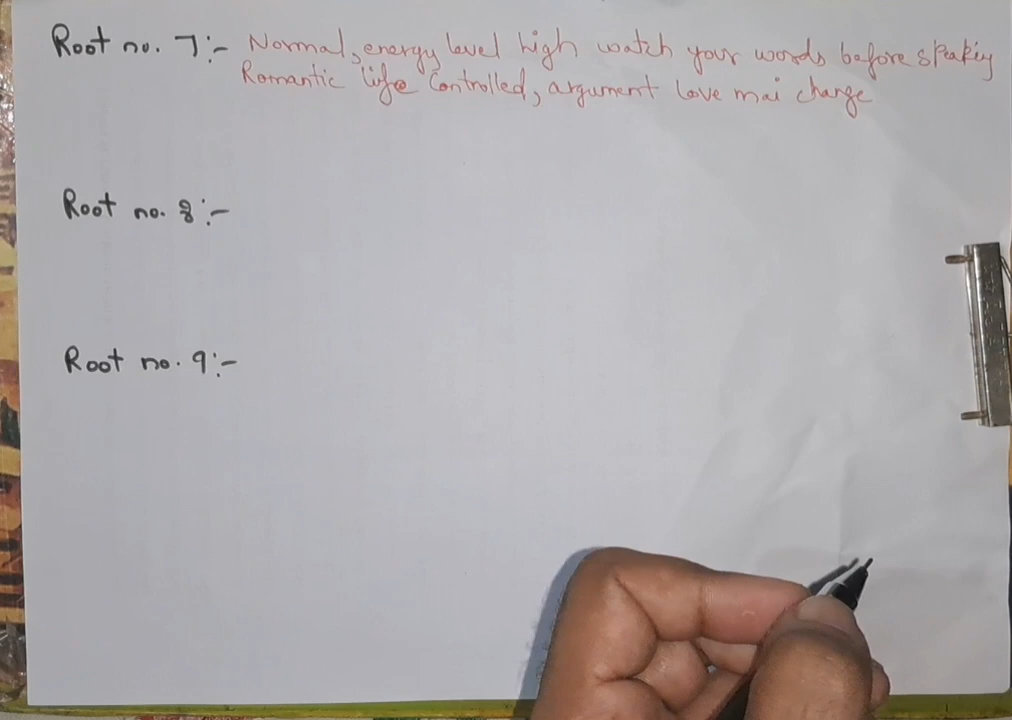 Root no. 7:- Normal, energy level high watch your words before speakiy
Romantic life controlled, argument Love mai change
Root no. 8:-
Root no. 9:-